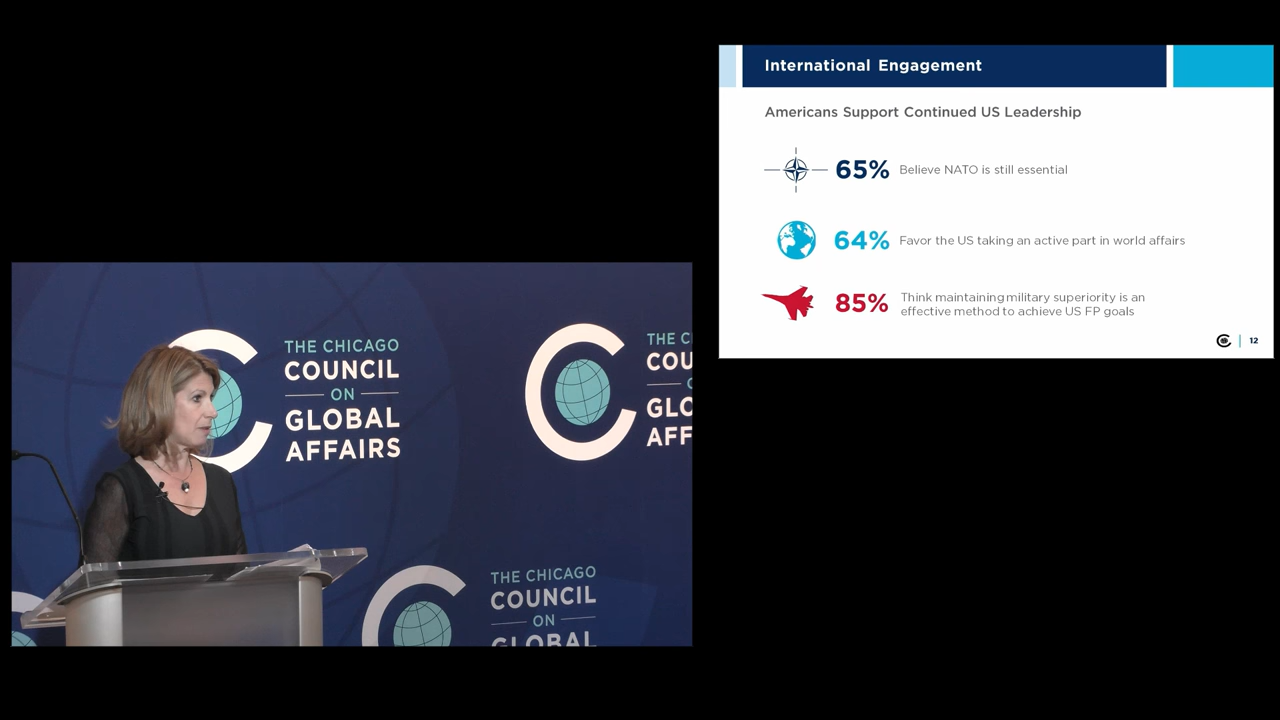 International Engagement
Americans Support Continued US Leadership
65% Believe NATO is still essential
64% Favor the US taking an active part in world affairs
85% Think maintaining military superiority is an
effective method to achieve US FP goals
12
THE CHICAGO
COUNCIL
ON
GLOBAL
AFFAIRS
THE C
COU
GLO
AFF
THE CHICAGO
COUNCIL
ON
GLOBAL